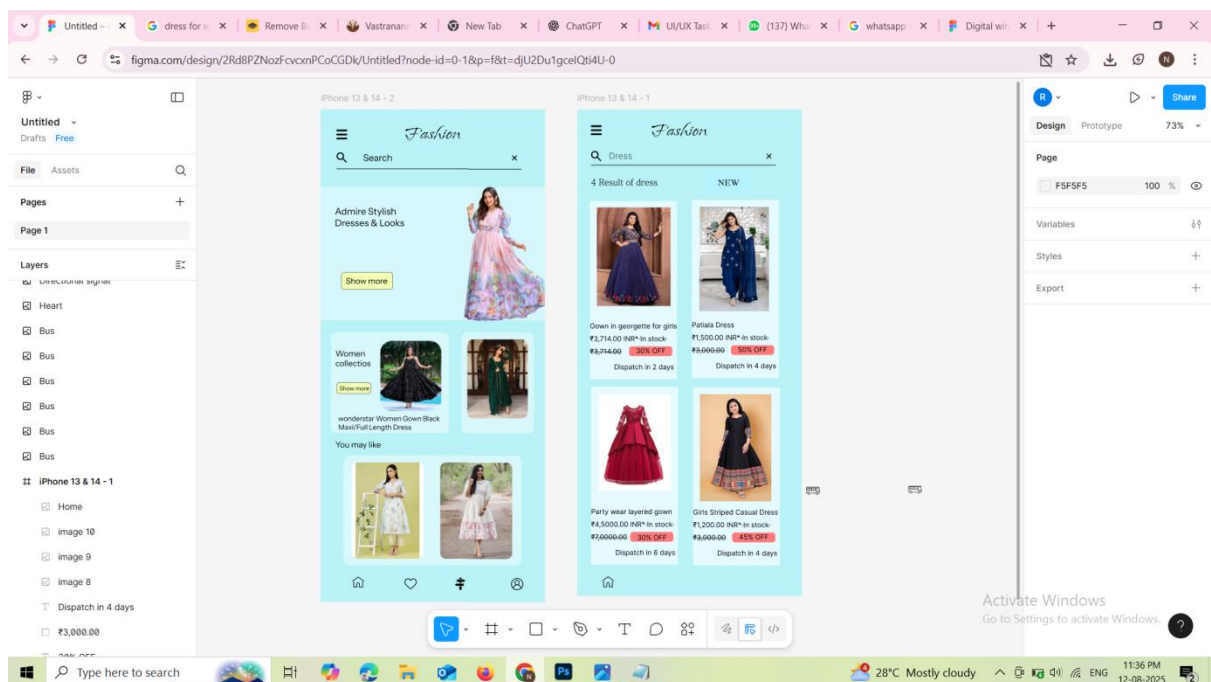 Untitled –
dress for w
Remove B
Vastranand
New Tab
ChatGPT
UI/UX Task
(137) Wha
whatsapp
Digital win
figma.com/design/2Rd8PZNozFcvcxnPCoCGDk/Untitled?node-id=0-1&p=f&t=djU2Du1gcelQti4U-0
N
Untitled
Drafts Free
File Assets
Pages
Page 1
Layers
Directional signal
Heart
Bus
Bus
Bus
Bus
Bus
Bus
iPhone 13 & 14 - 1
Home
image 10
image 9
image 8
Dispatch in 4 days
₹3,000.00
iPhone 13 & 14 - 2
Fashion
Search
Admire Stylish
Dresses & Looks
Show more
Women
collectios
Show more
wonderstar Women Gown Black
Maxi/Full Length Dress
You may like
iPhone 13 & 14 - 1
Fashion
Dress
4 Result of dress NEW
Gown in georgette for girls
₹3,714.00 INR*-In stock
₹3,714.00 30% OFF
Dispatch in 2 days
Patiala Dress
₹1,500.00 INR*-In stock
₹3,000.00 50% OFF
Dispatch in 4 days
Party wear layered gown
₹4,5000.00 INR*-In stock
₹7,0000.00 30% OFF
Dispatch in 6 days
Girls Striped Casual Dress
₹1,200.00 INR*-In stock
₹3,000.00 45% OFF
Dispatch in 4 days
R Share
Design Prototype 73%
Page
F5F5F5 100 %
Variables
Styles
Export
Activate Windows
Go to Settings to activate Windows.
Type here to search
28°C Mostly cloudy
ENG
11:36 PM
12-08-2025